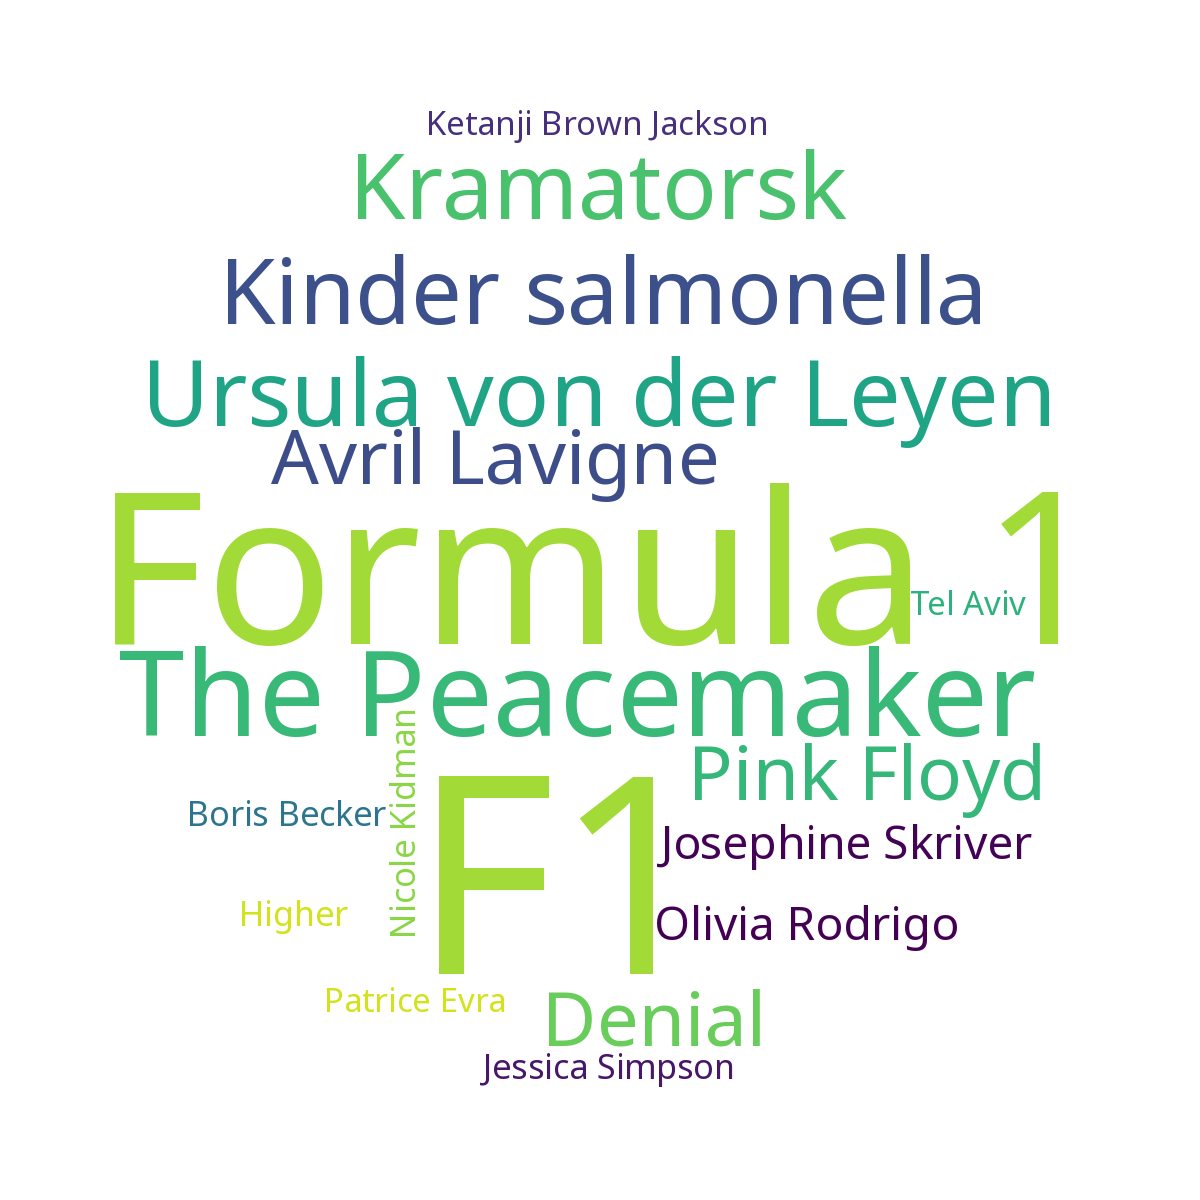 Ketanji Brown Jackson
Kramatorsk
Kinder salmonella
Ursula von der Leyen
Avril Lavigne
Formula 1
Tel Aviv
The Peacemaker
Nicole Kidman
Pink Floyd
F1
Boris Becker
Josephine Skriver
Higher
Olivia Rodrigo
Patrice Evra
Denial
Jessica Simpson